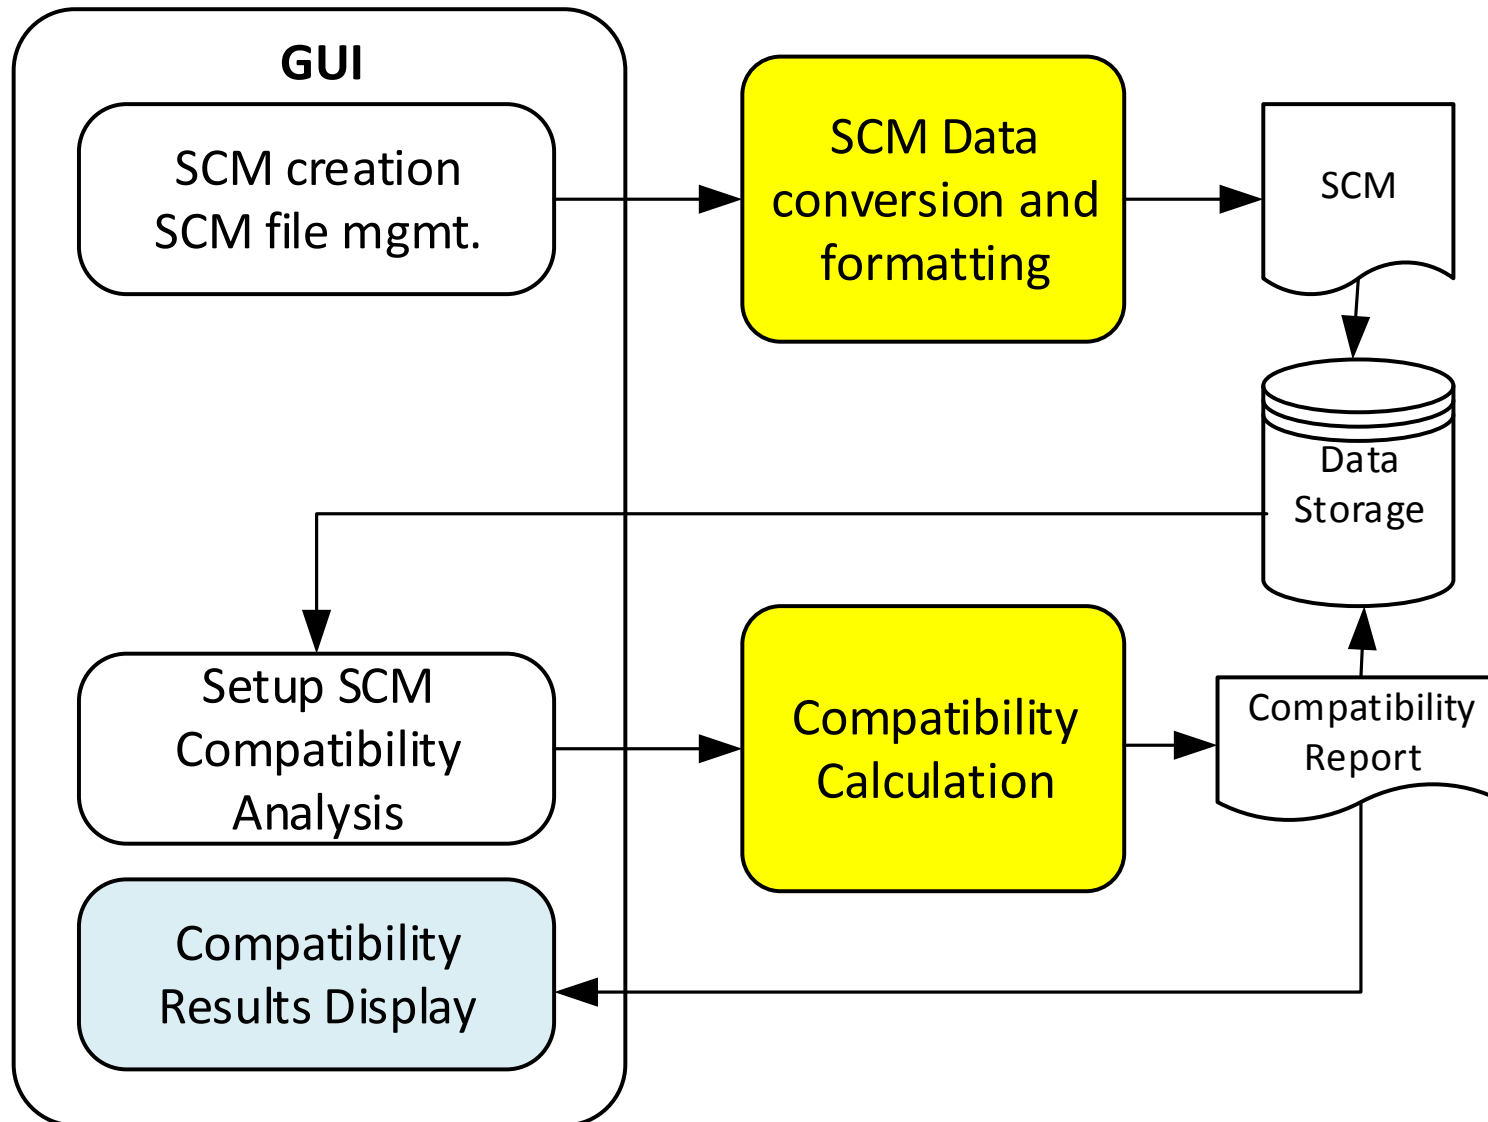 GUI
SCM creation
SCM file mgmt.
SCM Data
conversion and
formatting
SCM
Data
Storage
Setup SCM
Compatibility
Analysis
Compatibility
Calculation
Compatibility
Report
Compatibility
Results Display